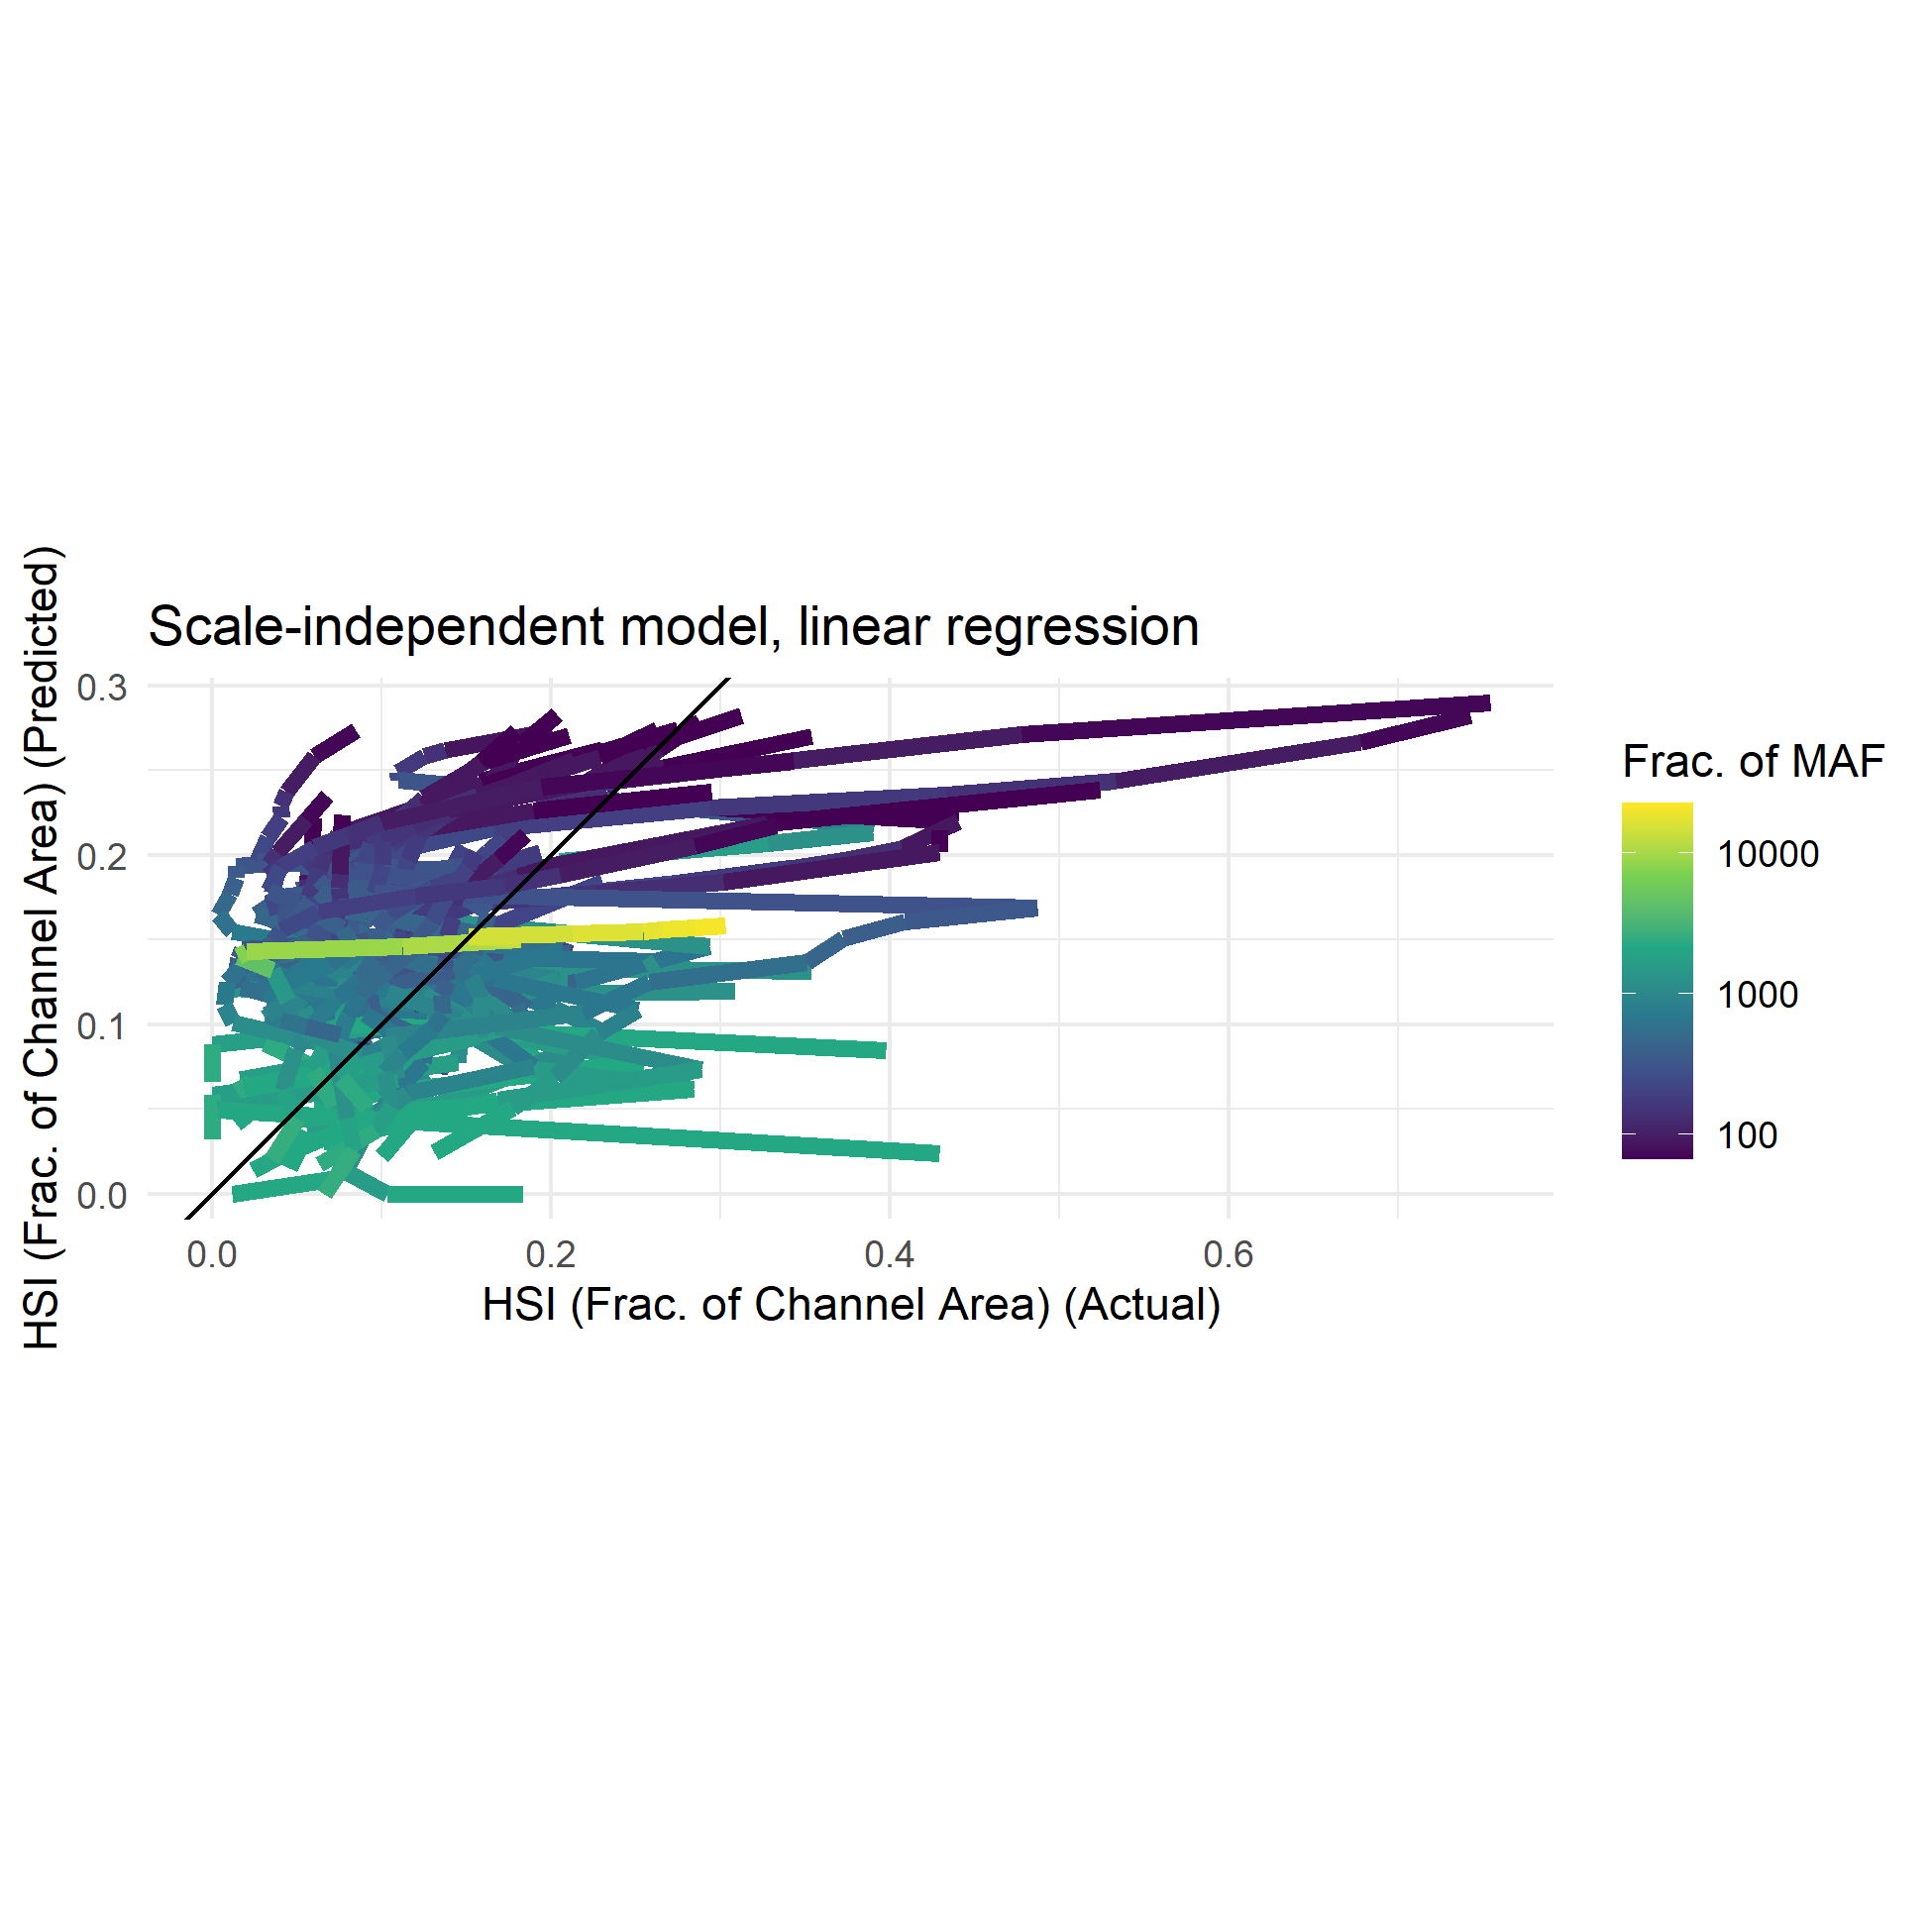 Scale-independent model, linear regression
HSI (Frac. of Channel Area) (Predicted)
0.3
0.2
0.1
0.0
0.0
0.2
0.4
0.6
HSI (Frac. of Channel Area) (Actual)
Frac. of MAF
10000
1000
100